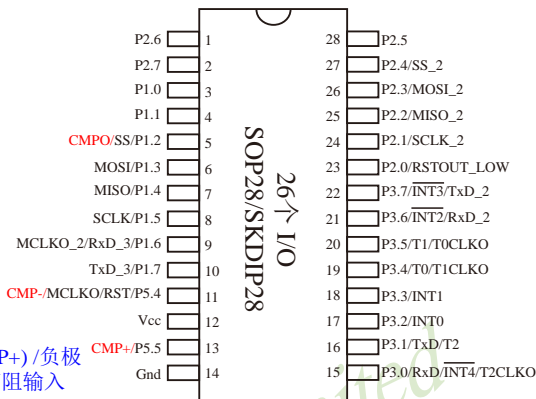 P2.6 1 28 P2.5
P2.7 2 27 P2.4/SS_2
P1.0 3 26 P2.3/MOSI_2
P1.1 4 25 P2.2/MISO_2
CMPO/SS/P1.2 5 24 P2.1/SCLK_2
MOSI/P1.3 6 23 P2.0/RSTOUT_LOW
MISO/P1.4 7 22 P3.7/INT3/TxD_2
SCLK/P1.5 8 21 P3.6/INT2/RxD_2
MCLKO_2/RxD_3/P1.6 9 20 P3.5/T1/T0CLKO
TxD_3/P1.7 10 19 P3.4/T0/T1CLKO
CMP-/MCLKO/RST/P5.4 11 18 P3.3/INT1
Vcc 12 17 P3.2/INT0
CMP+/P5.5 13 16 P3.1/TxD/T2
Gnd 14 15 P3.0/RxD/INT4/T2CLKO
26个 I/O
SOP28/SKDIP28
P+) /负极
阻输入